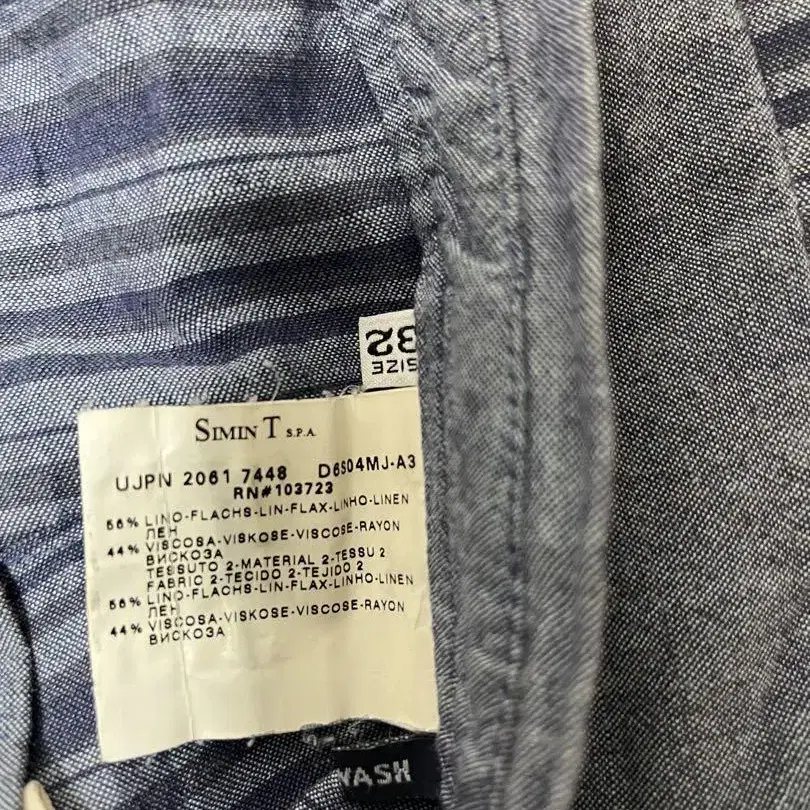 SIZE
32
SIMIN T S.P.A.
UJPN 2061 7448 D6S04MJ-A3
RN#103723
56% LINO-FLACHS-LIN-FLAX-LINHO-LINEN
ЛЕН
44% VISCOSA-VISKOSE-VISCOSE-RAYON
ВИСКОЗА
TESSUTO 2-MATERIAL 2-TESSU 2
FABRIC 2-TECIDO 2-TEJIDO 2
56% LINO-FLACHS-LIN-FLAX-LINHO-LINEN
ЛЕН
44% VISCOSA-VISKOSE-VISCOSE-RAYON
ВИСКОЗА
WASH